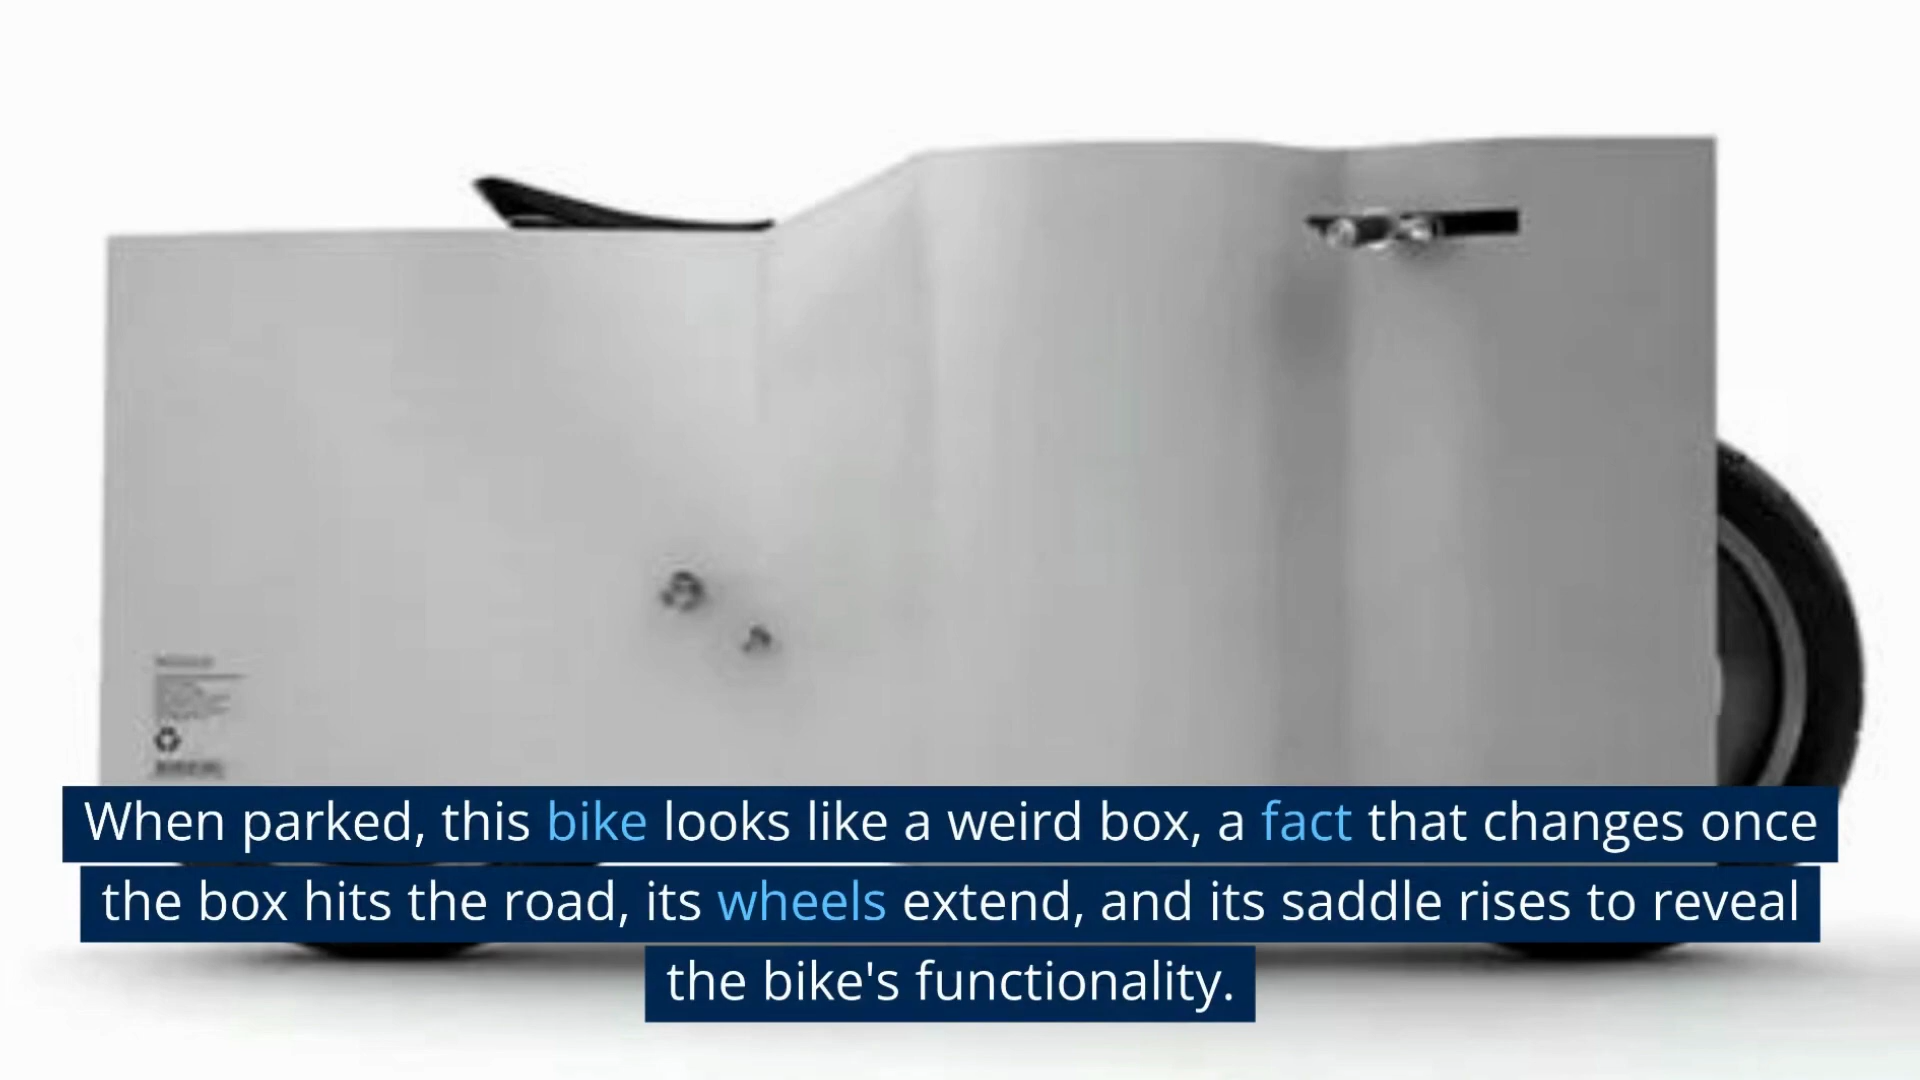 When parked, this bike looks like a weird box, a fact that changes once
the box hits the road, its wheels extend, and its saddle rises to reveal
the bike's functionality.